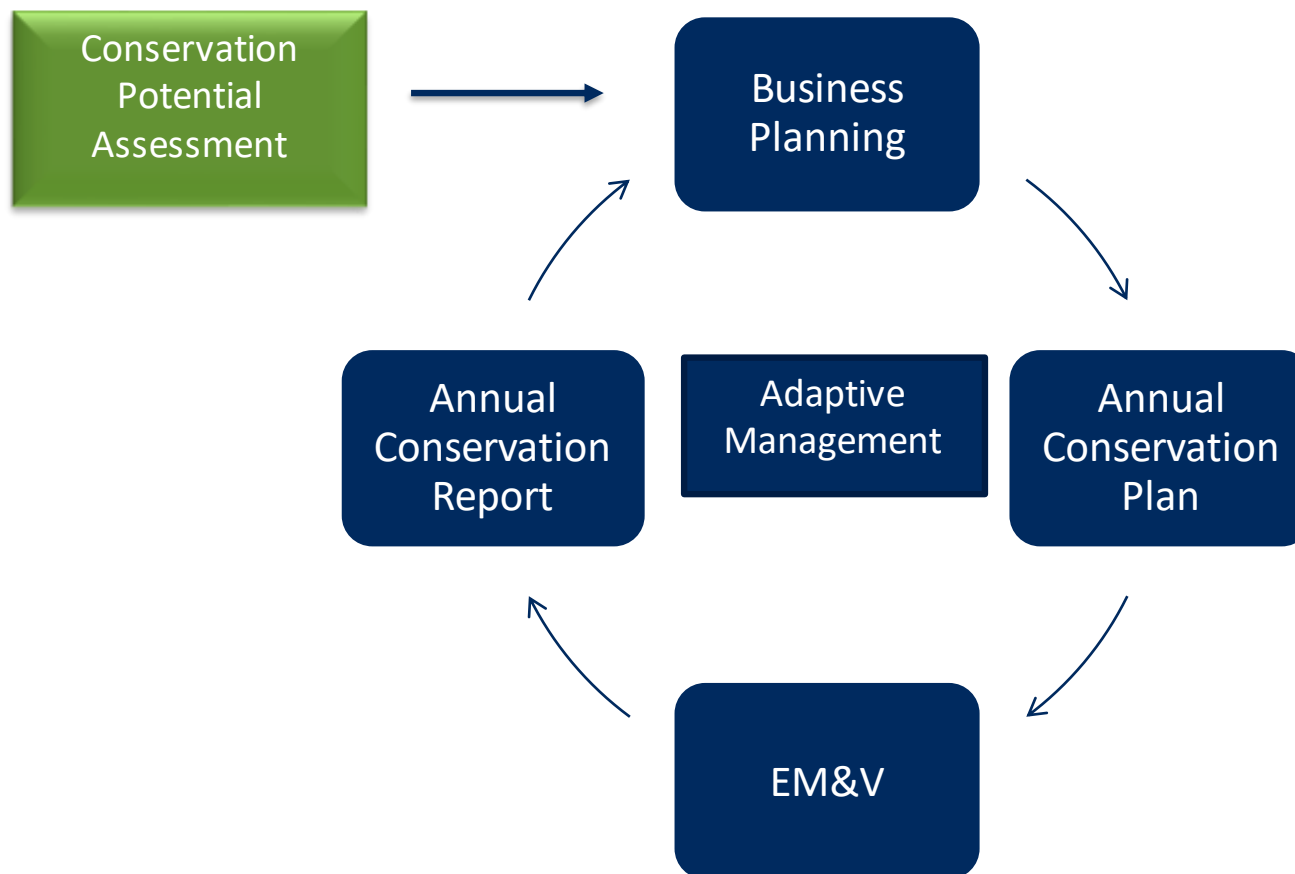 Conservation
Potential
Assessment
Business
Planning
Annual
Conservation
Report
Adaptive
Management
Annual
Conservation
Plan
EM&V